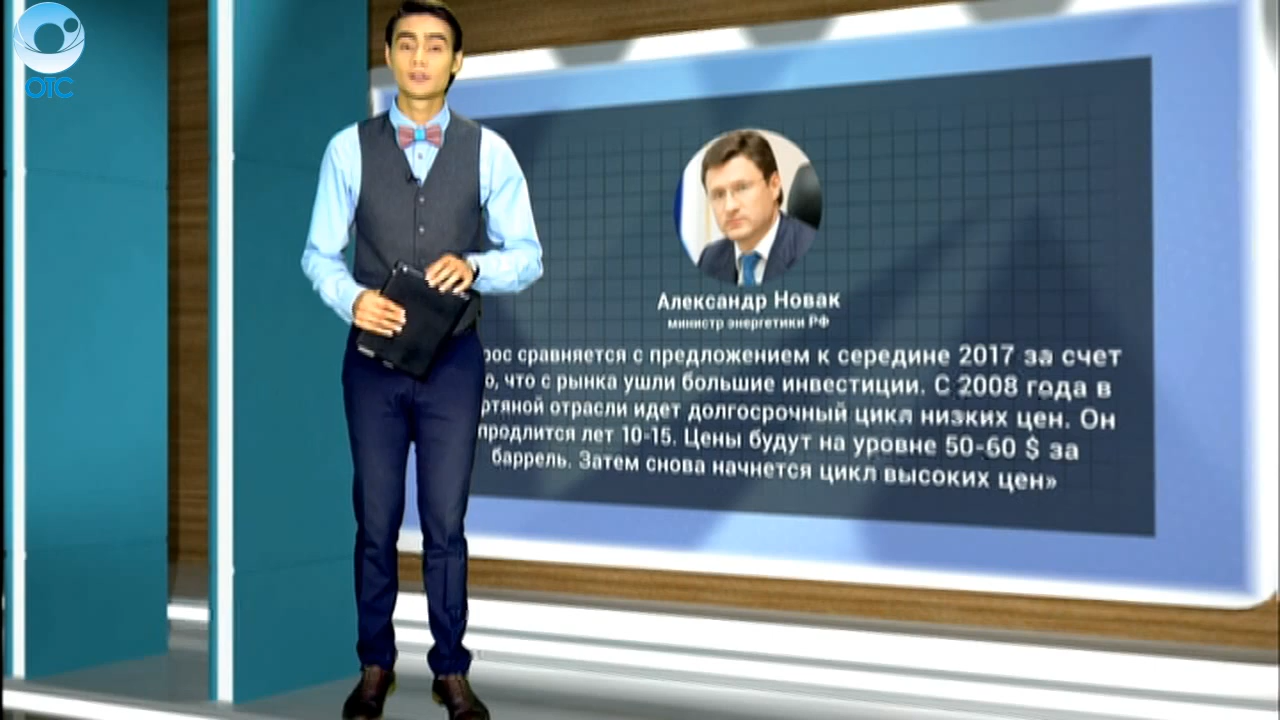 ОТС
Александр Новак
министр энергетики РФ
сравняется с предложением к середине 2017 за счет
что с рынка ушли большие инвестиции. С 2008 года в
отрасли идет долгосрочный цикл низких цен. Он
продлится лет 10-15. Цены будут на уровне 50-60 $ за
баррель. Затем снова начнется цикл высоких цен»